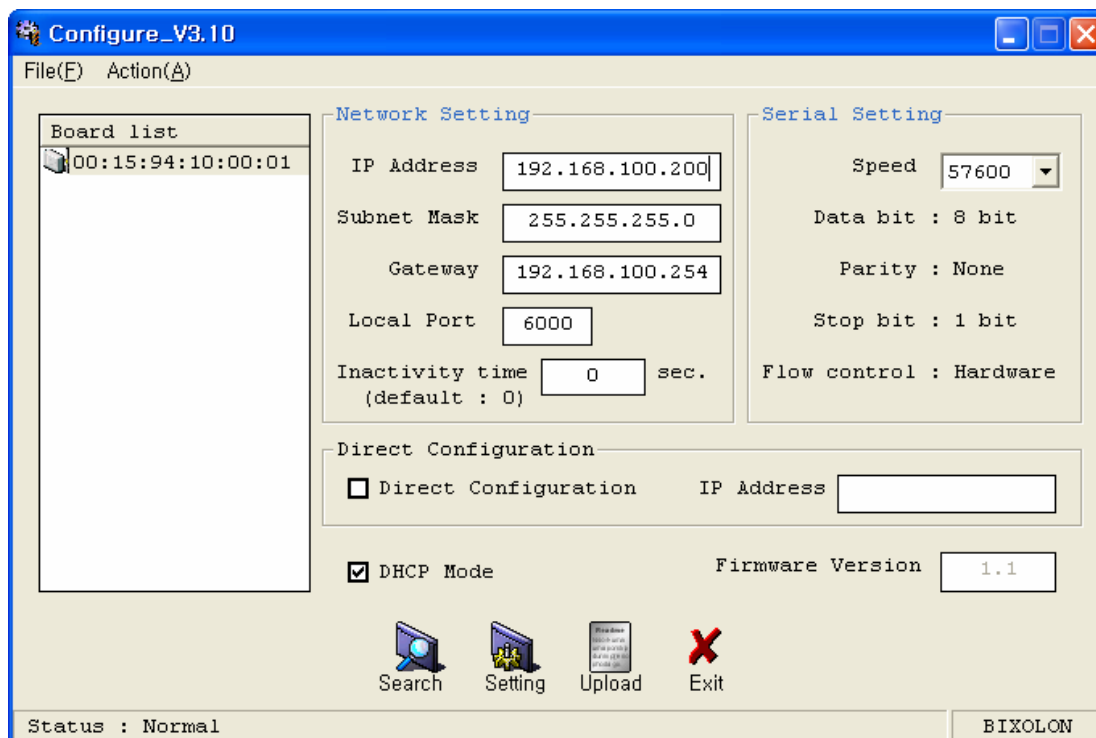 Configure_V3.10
File(F) Action(A)
Board list
00:15:94:10:00:01
Network Setting
IP Address 192.168.100.200
Subnet Mask 255.255.255.0
Gateway 192.168.100.254
Local Port 6000
Inactivity time 0 sec.
(default : 0)
Serial Setting
Speed 57600
Data bit : 8 bit
Parity : None
Stop bit : 1 bit
Flow control : Hardware
Direct Configuration
Direct Configuration IP Address
DHCP Mode Firmware Version 1.1
Search Setting Upload Exit
Status : Normal BIXOLON